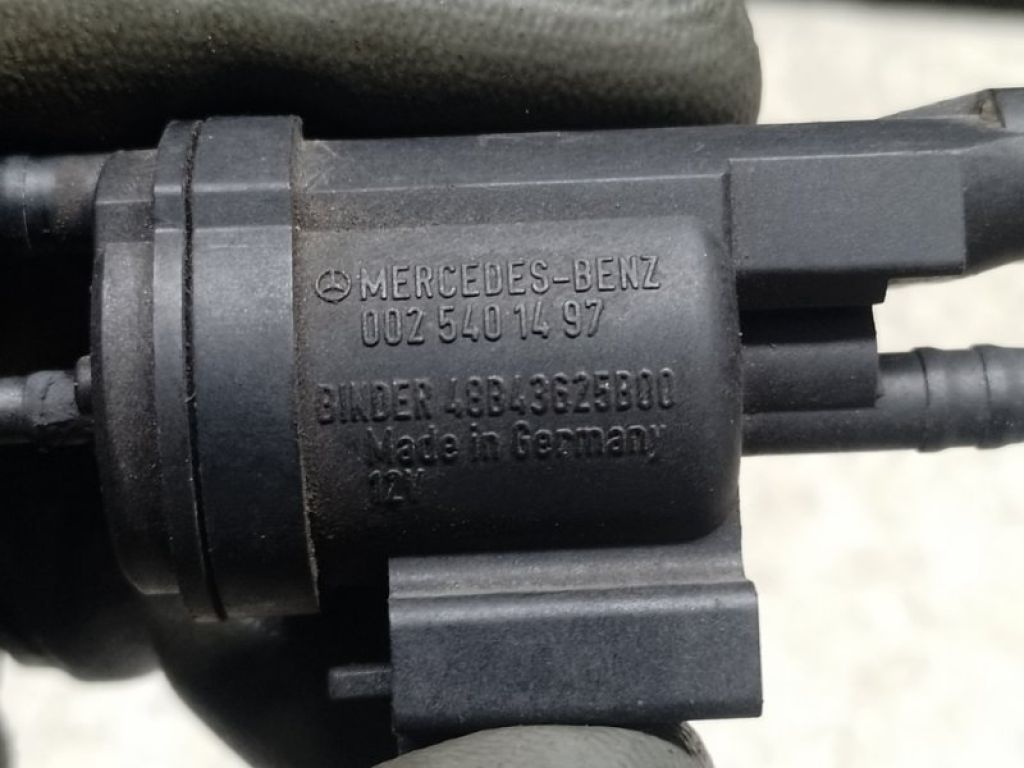 MERCEDES-BENZ
002 540 14 97
BINDER 48B43625B00
Made in Germany
12V